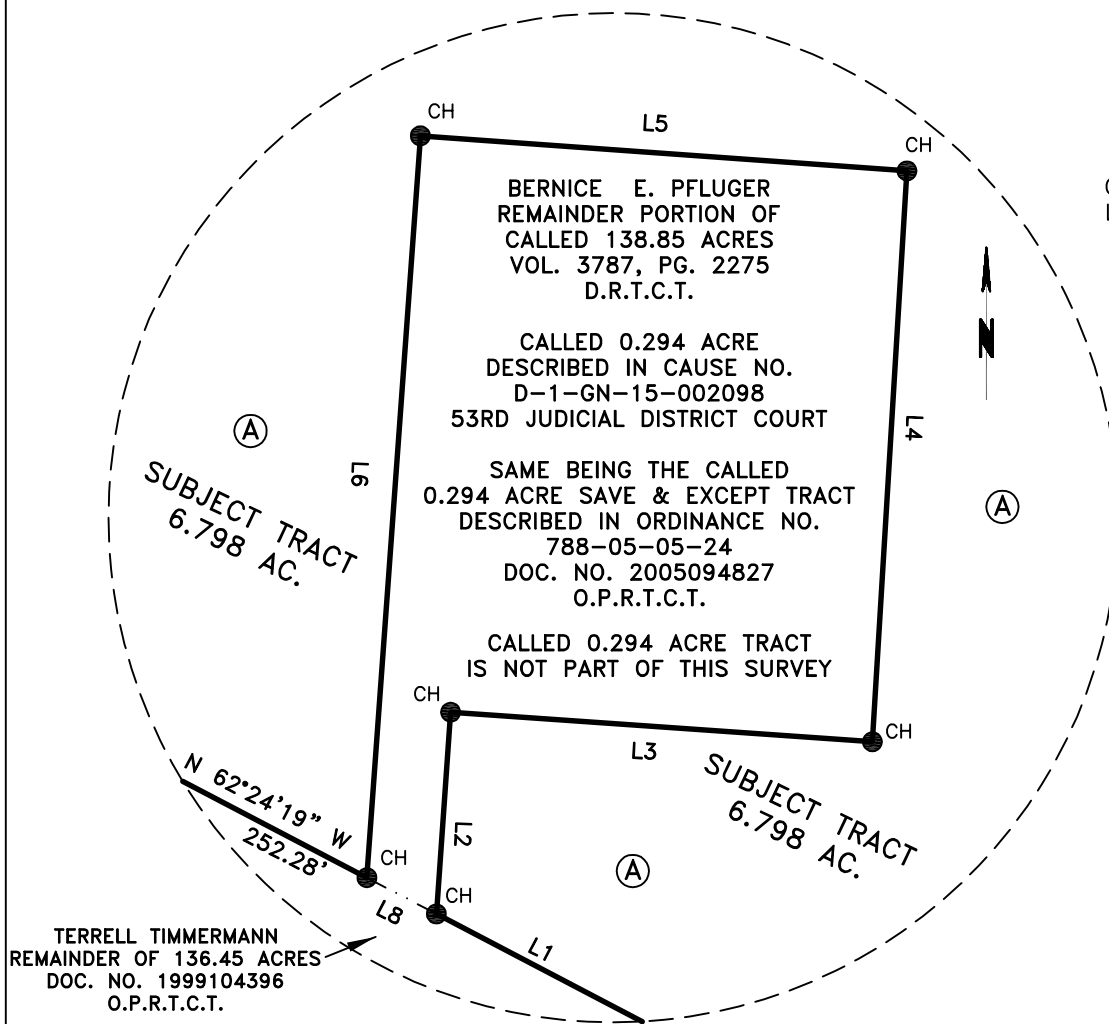 CH
L5
CH
BERNICE E. PFLUGER
REMAINDER PORTION OF
CALLED 138.85 ACRES
VOL. 3787, PG. 2275
D.R.T.C.T.
CALLED 0.294 ACRE
DESCRIBED IN CAUSE NO.
D-1-GN-15-002098
53RD JUDICIAL DISTRICT COURT
SAME BEING THE CALLED
0.294 ACRE SAVE & EXCEPT TRACT
DESCRIBED IN ORDINANCE NO.
788-05-05-24
DOC. NO. 2005094827
O.P.R.T.C.T.
CALLED 0.294 ACRE TRACT
IS NOT PART OF THIS SURVEY
N
L4
A
L6
SUBJECT TRACT
6.798 AC.
A
CH
L3
CH
SUBJECT TRACT
6.798 AC.
N 62°24'19" W
252.28'
L2
CH
A
CH
L8
L1
TERRELL TIMMERMANN
REMAINDER OF 136.45 ACRES
DOC. NO. 1999104396
O.P.R.T.C.T.